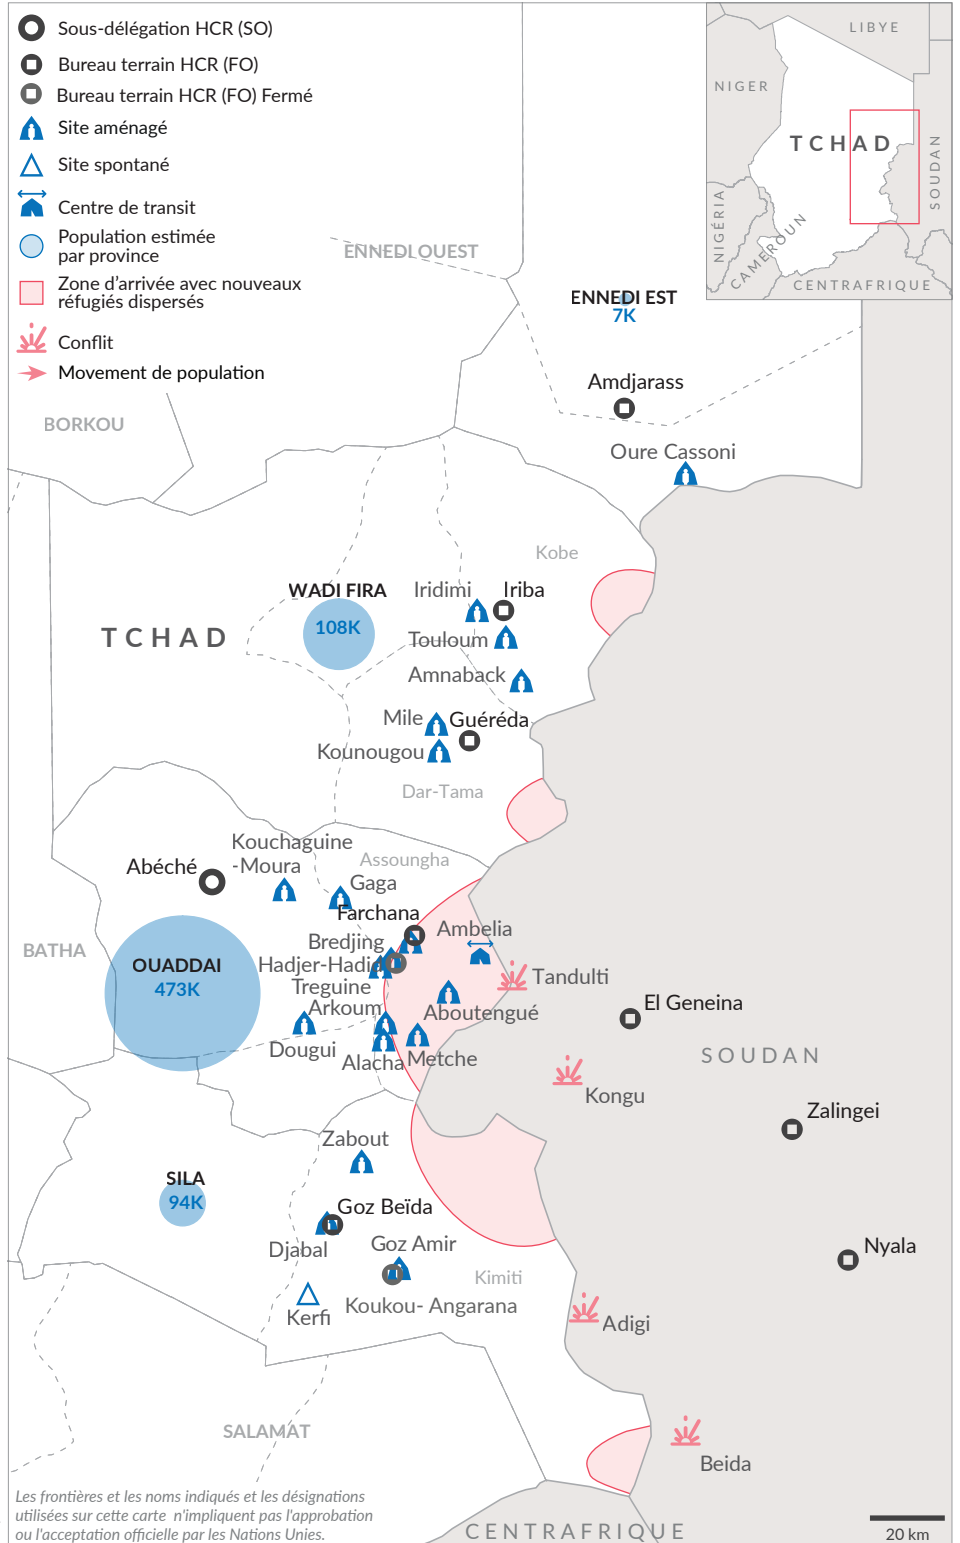 Sous-délégation HCR (SO)
Bureau terrain HCR (FO)
Bureau terrain HCR (FO) Fermé
Site aménagé
Site spontané
Centre de transit
Population estimée
par province
Zone d'arrivée avec nouveaux
réfugiés dispersés
Conflit
Movement de population
LIBYE
NIGER
TCHAD
SOUDAN
NIGÉRIA
CAMEROUN
CENTRAFRIQUE
ENNEDI OUEST
ENNEDI EST
7K
Amdjarass
BORKOU
Oure Cassoni
Kobe
WADI FIRA
108K
Iridimi
Iriba
TCHAD
Touloum
Amnaback
Mile
Guéréda
Kounougou
Dar-Tama
Kouchaguine
-Moura
Abéché
Assoungha
Gaga
Farchana
Ambelia
Bredjing
BATHA
OUADDAI
473K
Hadjer-Hadid
Treguine
Arkoum
Tandulti
El Geneina
Aboutengué
Dougui
Alacha
Metche
SOUDAN
Kongu
Zalingei
Zabout
SILA
94K
Goz Beïda
Djabal
Goz Amir
Nyala
Kimiti
Kerfi
Koukou- Angarana
Adigi
SALAMAT
Beida
Les frontières et les noms indiqués et les désignations
utilisées sur cette carte n'impliquent pas l'approbation
ou l'acceptation officielle par les Nations Unies.
CENTRAFRIQUE
20 km